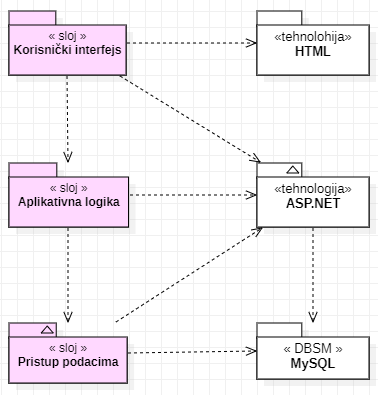 « sloj »
Korisnički interfejs
«tehnolohija»
HTML
« sloj »
Aplikativna logika
«tehnologija»
ASP.NET
« sloj »
Pristup podacima
« DBSM »
MySQL